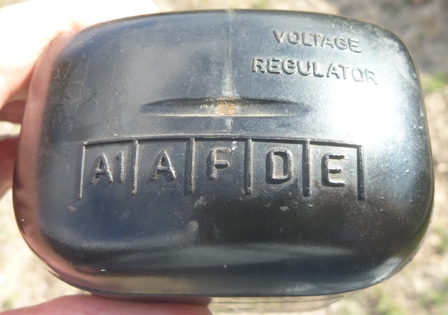 VOLTAGE
REGULATOR
A1 A F D E